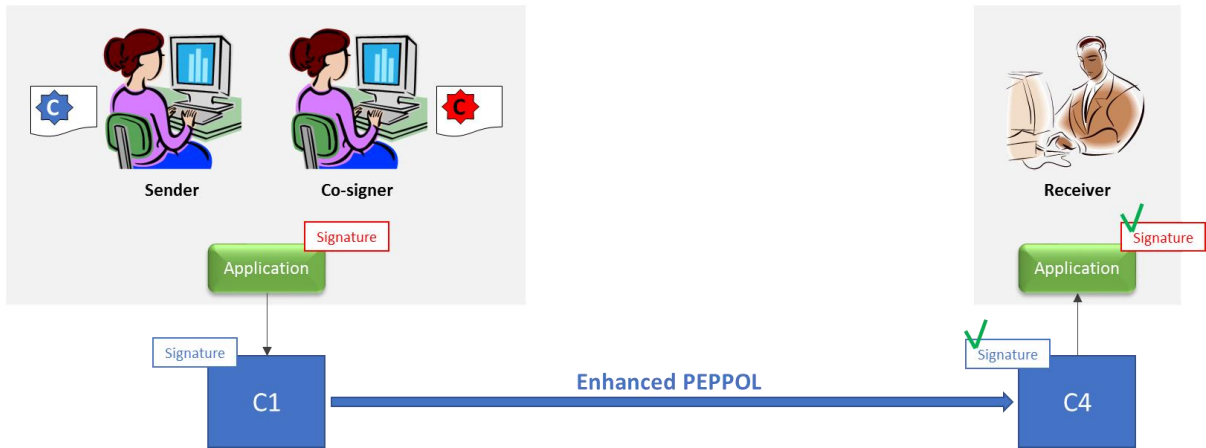 C
C
Sender
Co-signer
Receiver
Signature
Signature
Application
Application
Signature
Signature
Enhanced PEPPOL
C1
C4